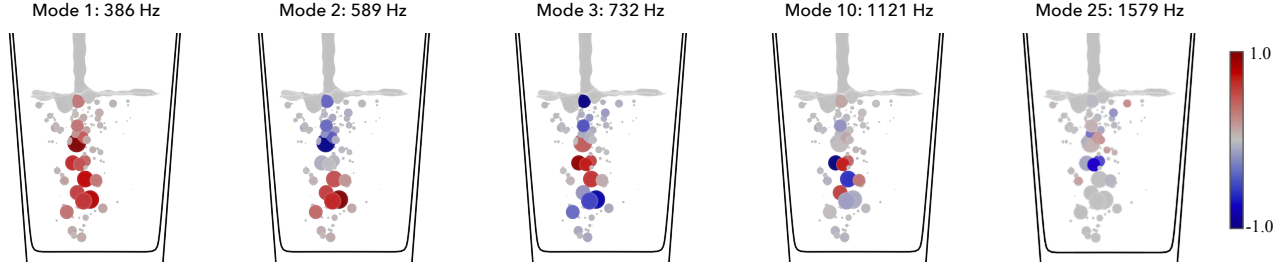 Mode 1: 386 Hz
Mode 2: 589 Hz
Mode 3: 732 Hz
Mode 10: 1121 Hz
Mode 25: 1579 Hz
1.0
-1.0